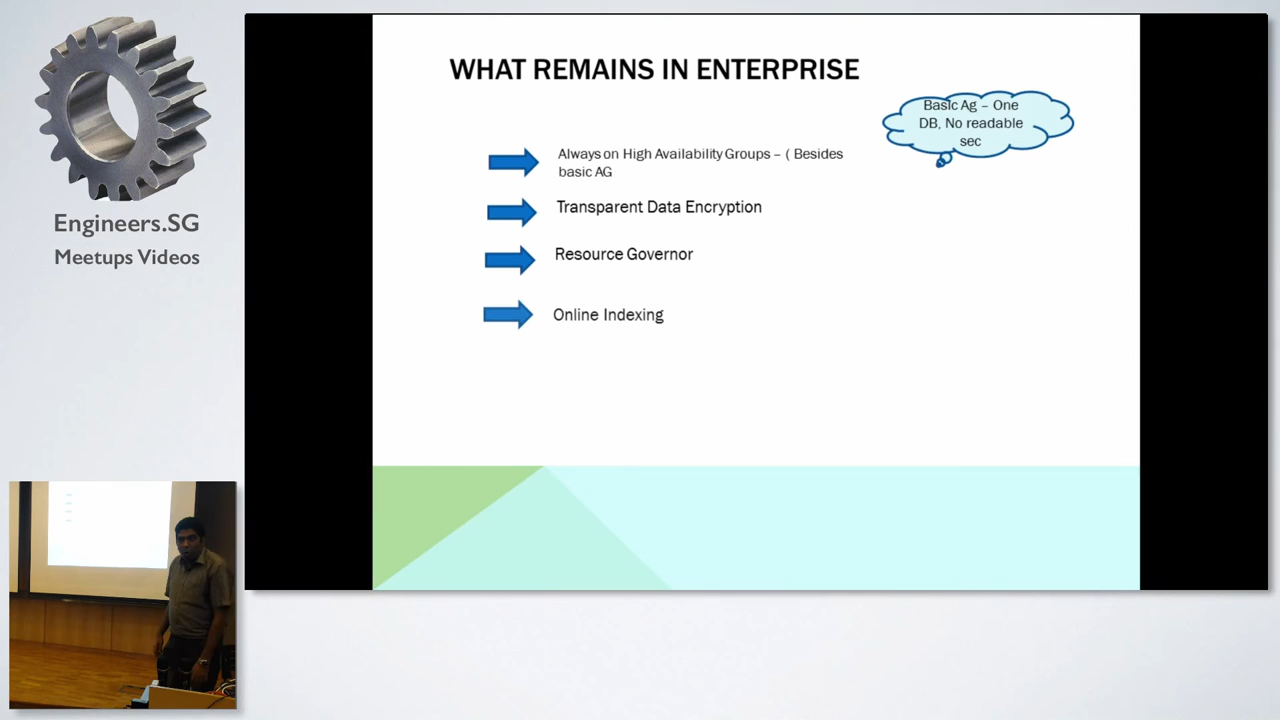 Engineers.SG
Meetups Videos
WHAT REMAINS IN ENTERPRISE
Basic Ag – One
DB, No readable
sec
Always on High Availability Groups – ( Besides
basic AG
Transparent Data Encryption
Resource Governor
Online Indexing